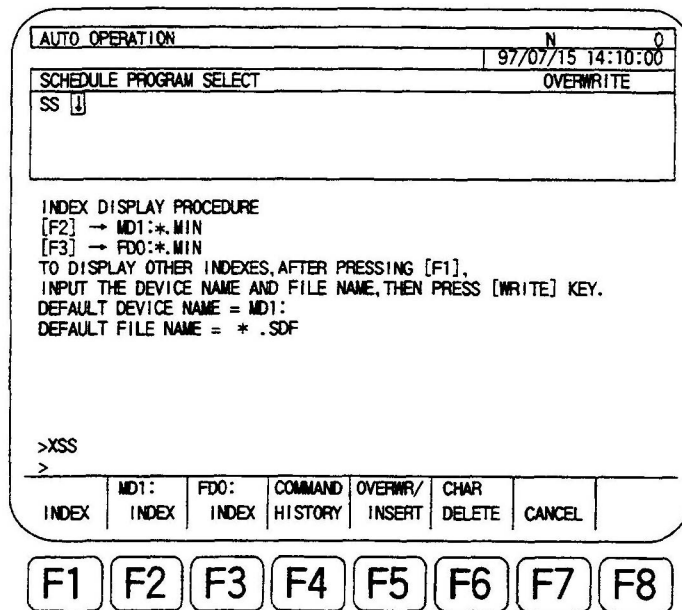 AUTO OPERATION N 0
97/07/15 14:10:00
SCHEDULE PROGRAM SELECT OVERWRITE
SS ↓
INDEX DISPLAY PROCEDURE
[F2] → MD1:*.MIN
[F3] → FD0:*.MIN
TO DISPLAY OTHER INDEXES,AFTER PRESSING [F1],
INPUT THE DEVICE NAME AND FILE NAME,THEN PRESS [WRITE] KEY.
DEFAULT DEVICE NAME = MD1:
DEFAULT FILE NAME = * .SDF
>XSS
>
MD1: FD0: COMMAND OVERWR/ CHAR
INDEX INDEX INDEX HISTORY INSERT DELETE CANCEL
F1 F2 F3 F4 F5 F6 F7 F8